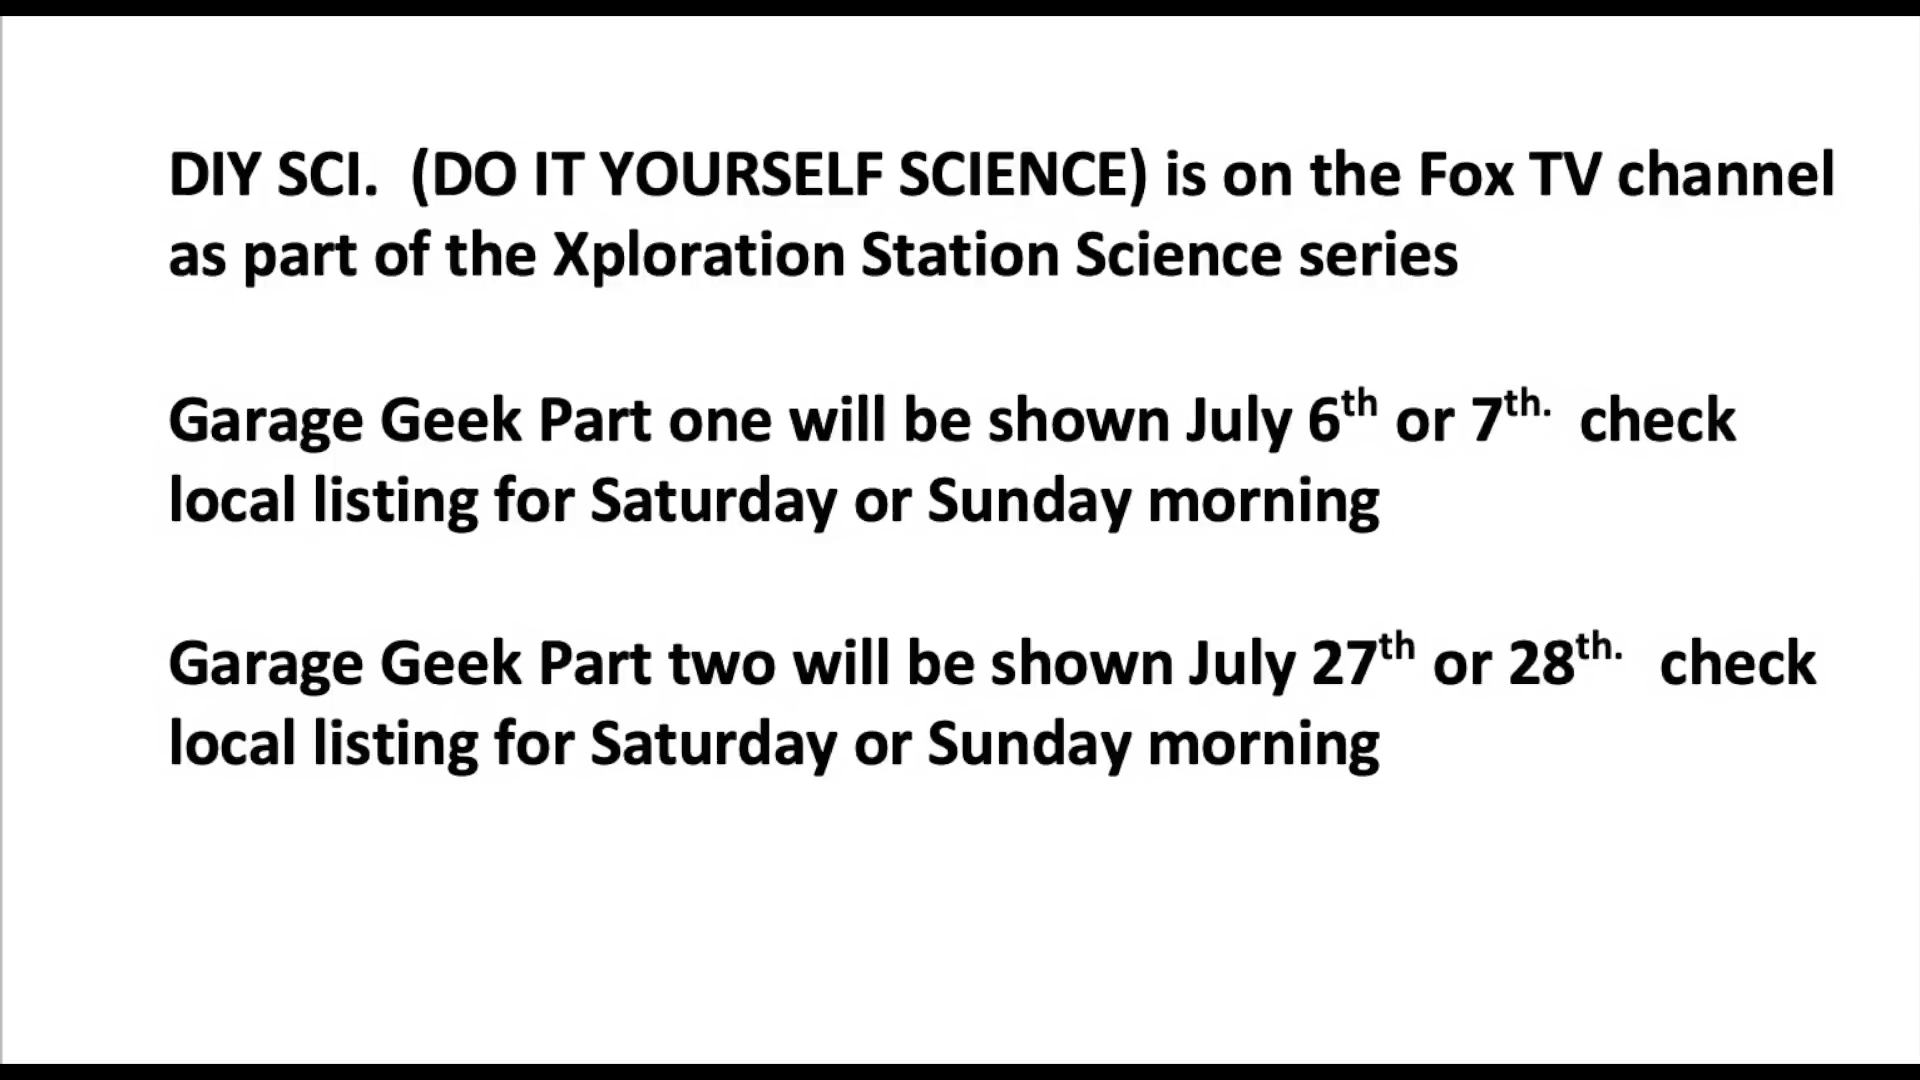 DIY SCI.  (DO IT YOURSELF SCIENCE) is on the Fox TV channel
as part of the Xploration Station Science series
Garage Geek Part one will be shown July 6th or 7th.  check
local listing for Saturday or Sunday morning
Garage Geek Part two will be shown July 27th or 28th.  check
local listing for Saturday or Sunday morning